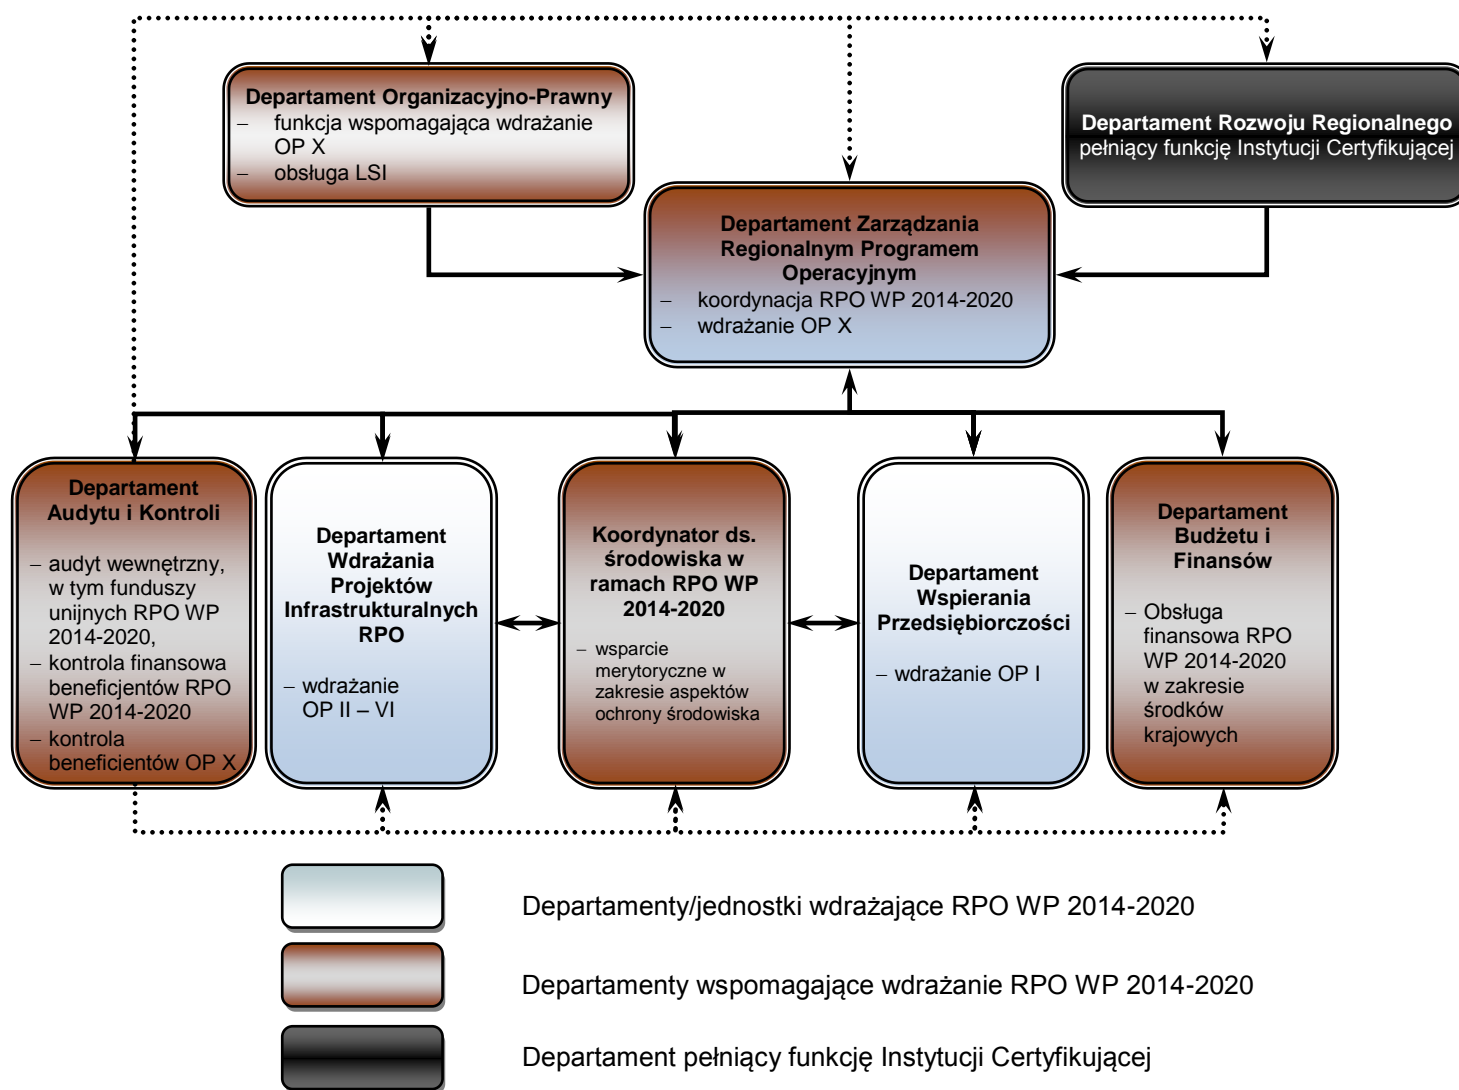 Departament Organizacyjno-Prawny
– funkcja wspomagająca wdrażanie
OP X
– obsługa LSI
Departament Rozwoju Regionalnego
pełniący funkcję Instytucji Certyfikującej
Departament Zarządzania
Regionalnym Programem
Operacyjnym
– koordynacja RPO WP 2014-2020
– wdrażanie OP X
Departament
Audytu i Kontroli
– audyt wewnętrzny,
w tym funduszy
unijnych RPO WP
2014-2020,
– kontrola finansowa
beneficjentów RPO
WP 2014-2020
– kontrola
beneficjentów OP X
Departament
Wdrażania
Projektów
Infrastrukturalnych
RPO
– wdrażanie
OP II – VI
Koordynator ds.
środowiska w
ramach RPO WP
2014-2020
– wsparcie
merytoryczne w
zakresie aspektów
ochrony środowiska
Departament
Wspierania
Przedsiębiorczości
– wdrażanie OP I
Departament
Budżetu i
Finansów
– Obsługa
finansowa RPO
WP 2014-2020
w zakresie
środków
krajowych
Departamenty/jednostki wdrażające RPO WP 2014-2020
Departamenty wspomagające wdrażanie RPO WP 2014-2020
Departament pełniący funkcję Instytucji Certyfikującej